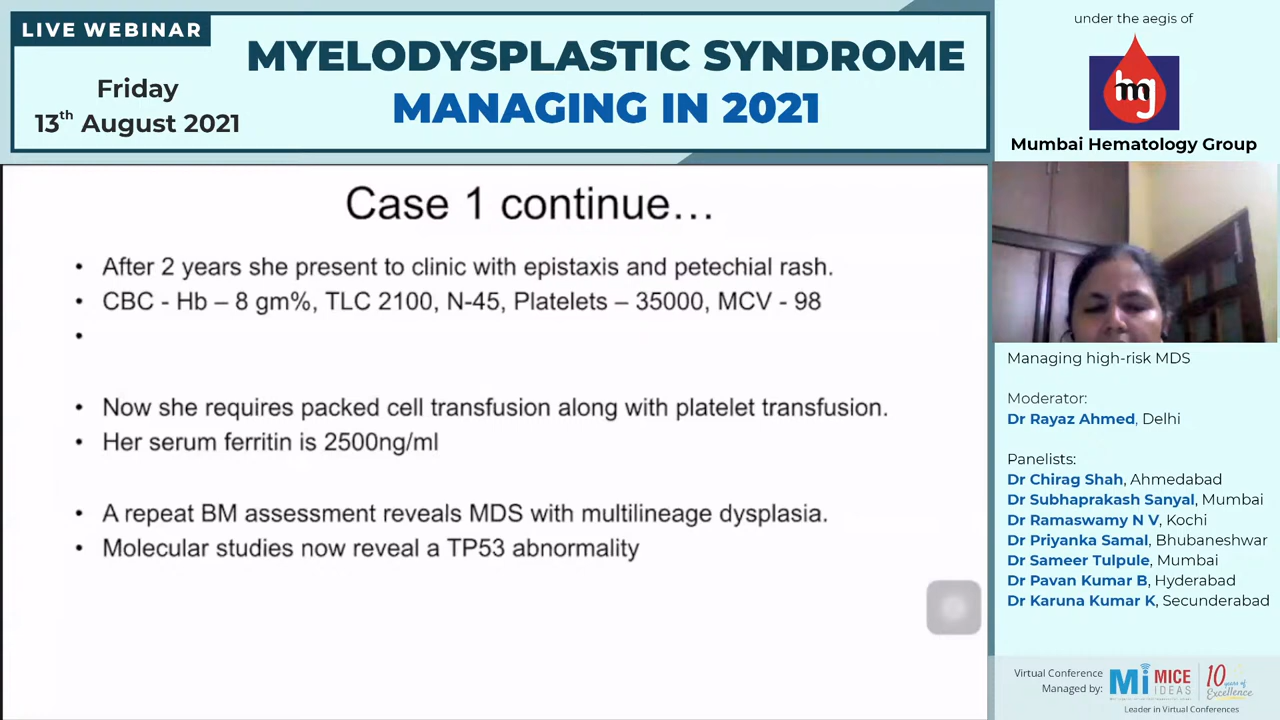 LIVE WEBINAR
Friday
13th August 2021
MYELODYSPLASTIC SYNDROME
MANAGING IN 2021
under the aegis of
hmg
Mumbai Hematology Group
Case 1 continue...
• After 2 years she present to clinic with epistaxis and petechial rash.
• CBC - Hb – 8 gm%, TLC 2100, N-45, Platelets – 35000, MCV - 98
•
• Now she requires packed cell transfusion along with platelet transfusion.
• Her serum ferritin is 2500ng/ml
• A repeat BM assessment reveals MDS with multilineage dysplasia.
• Molecular studies now reveal a TP53 abnormality
Managing high-risk MDS
Moderator:
Dr Rayaz Ahmed, Delhi
Panelists:
Dr Chirag Shah, Ahmedabad
Dr Subhaprakash Sanyal, Mumbai
Dr Ramaswamy N V, Kochi
Dr Priyanka Samal, Bhubaneshwar
Dr Sameer Tulpule, Mumbai
Dr Pavan Kumar B, Hyderabad
Dr Karuna Kumar K, Secunderabad
Virtual Conference
Managed by:
Mi MICE IDEAS
10 years of Excellence
Leader in Virtual Conferences